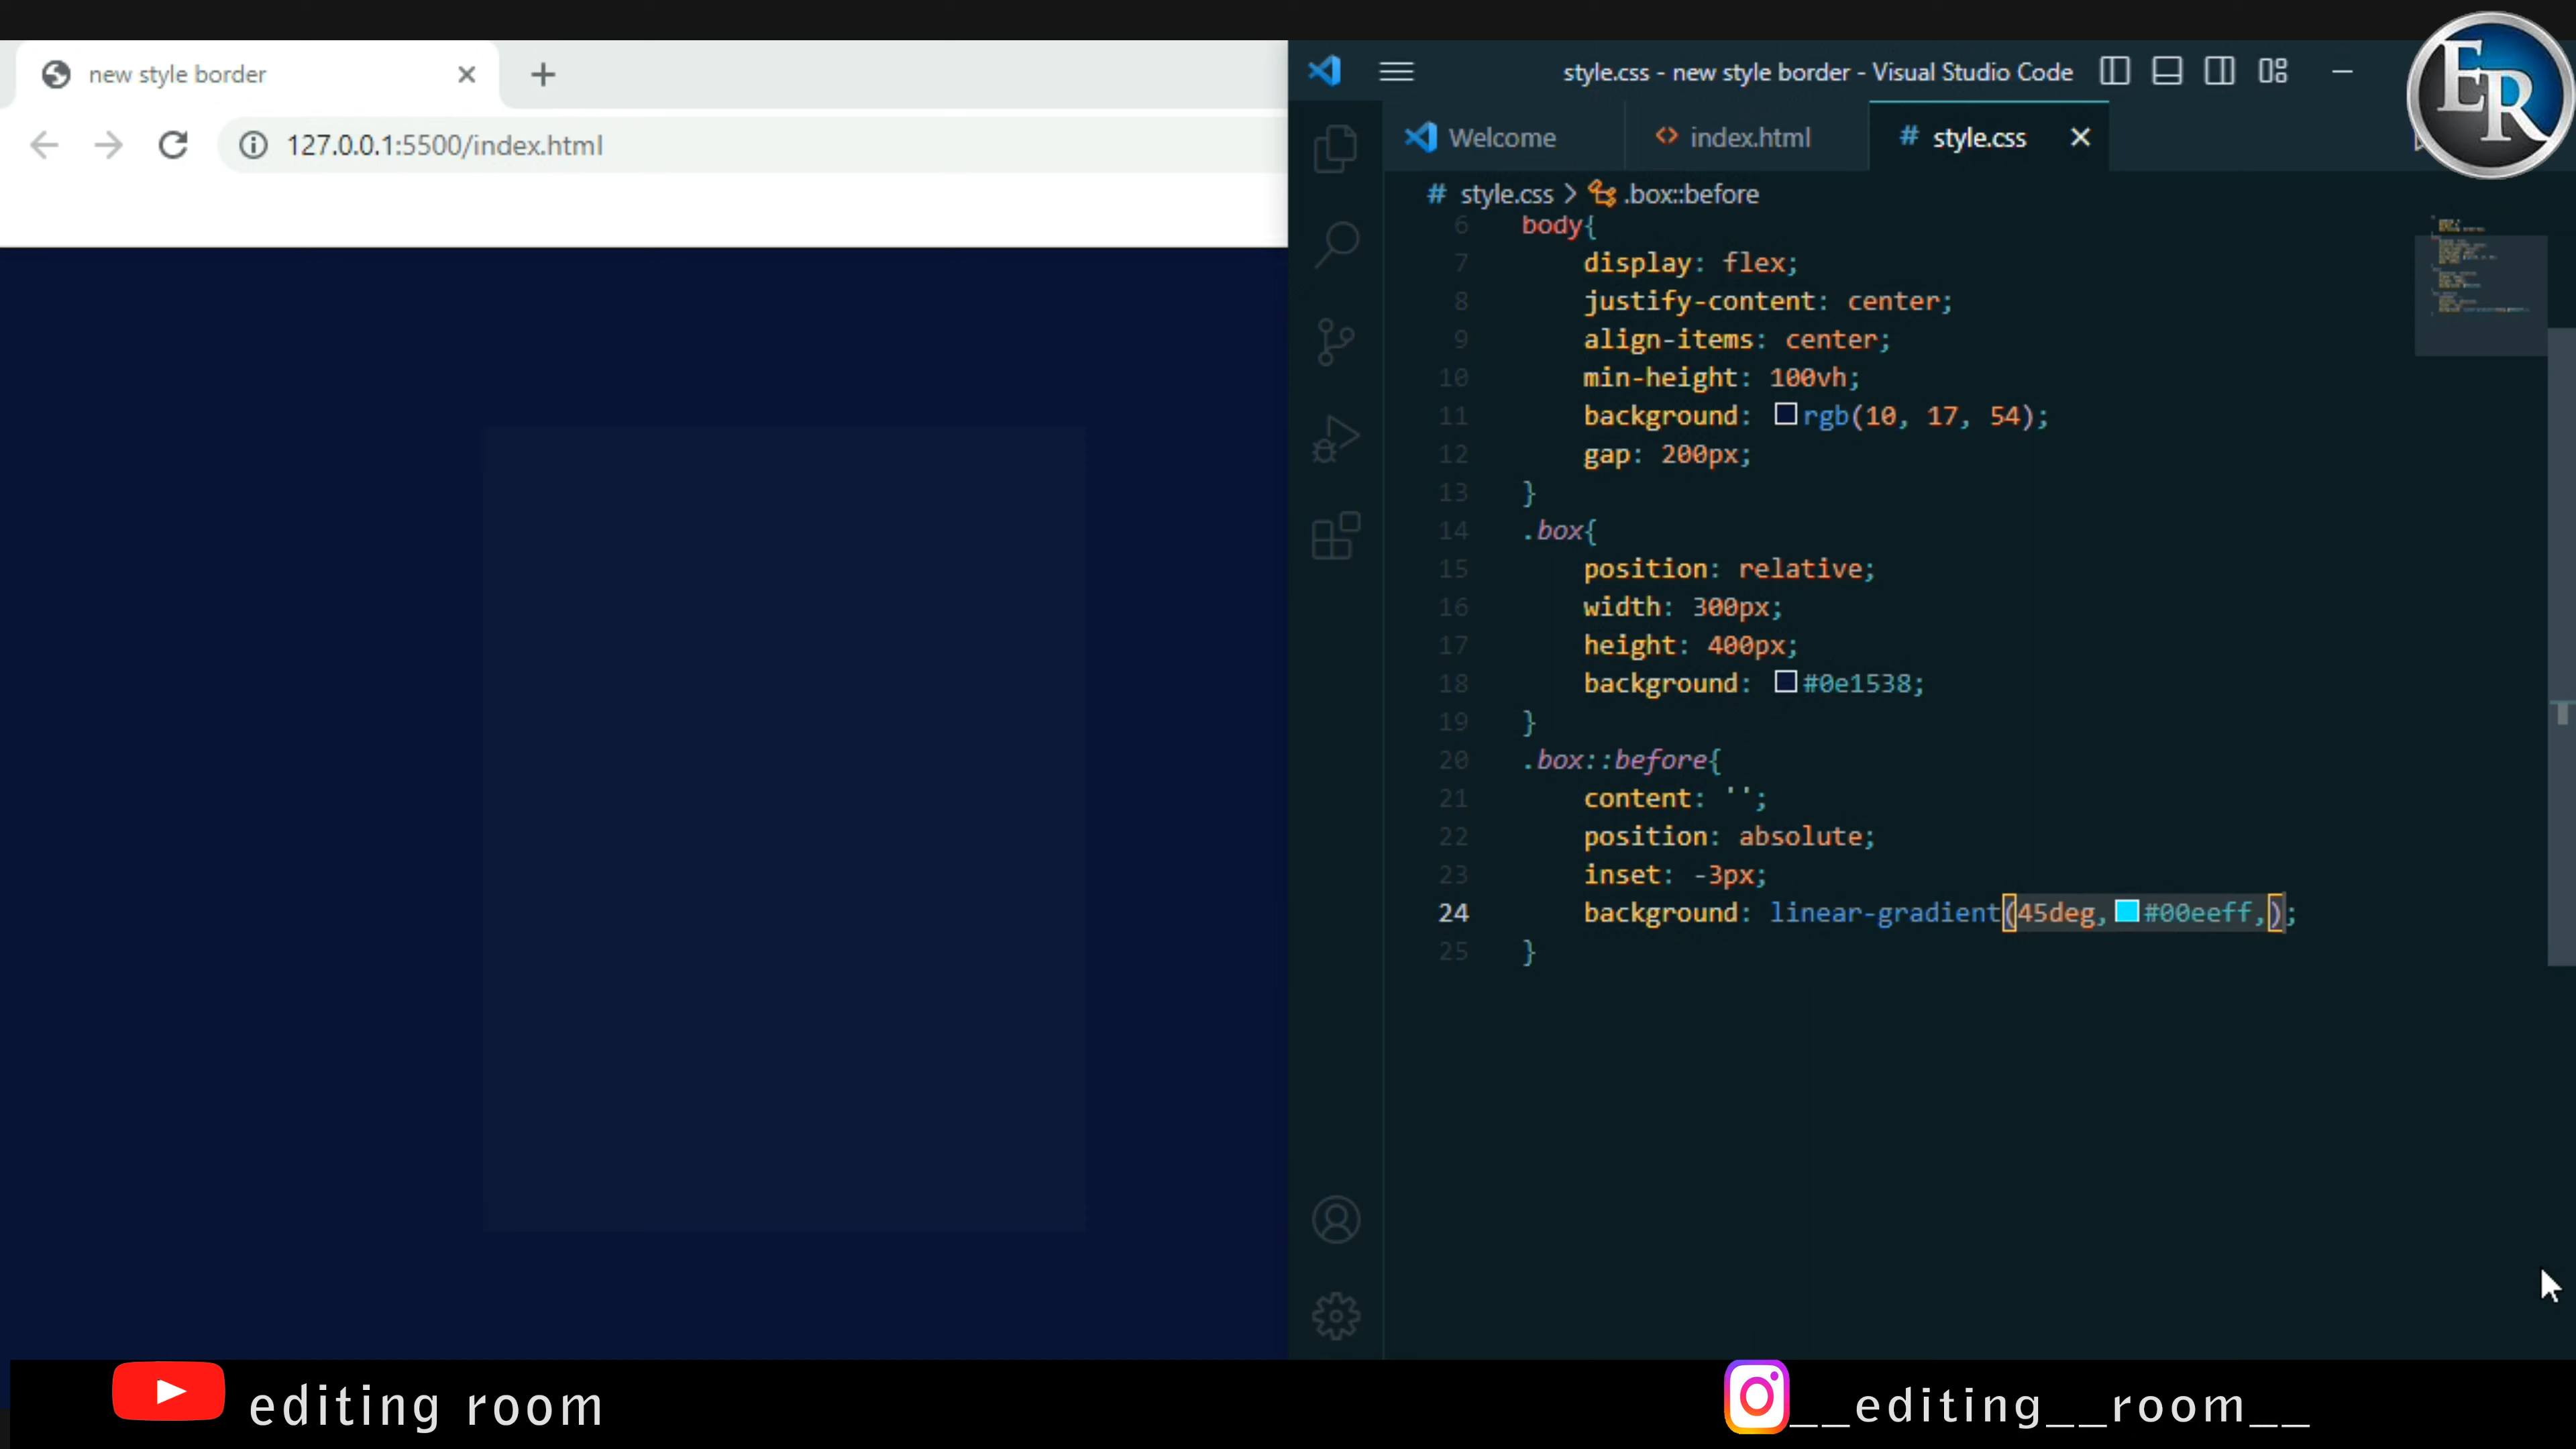 new style border
127.0.0.1:5500/index.html
style.css - new style border - Visual Studio Code
Welcome
index.html
# style.css
# style.css > .box::before
6 body{
7 display: flex;
8 justify-content: center;
9 align-items: center;
10 min-height: 100vh;
11 background: rgb(10, 17, 54);
12 gap: 200px;
13 }
14 .box{
15 position: relative;
16 width: 300px;
17 height: 400px;
18 background: #0e1538;
19 }
20 .box::before{
21 content: '';
22 position: absolute;
23 inset: -3px;
24 background: linear-gradient(45deg, #00eeff,);
25 }
ER
editing room
__editing__room__